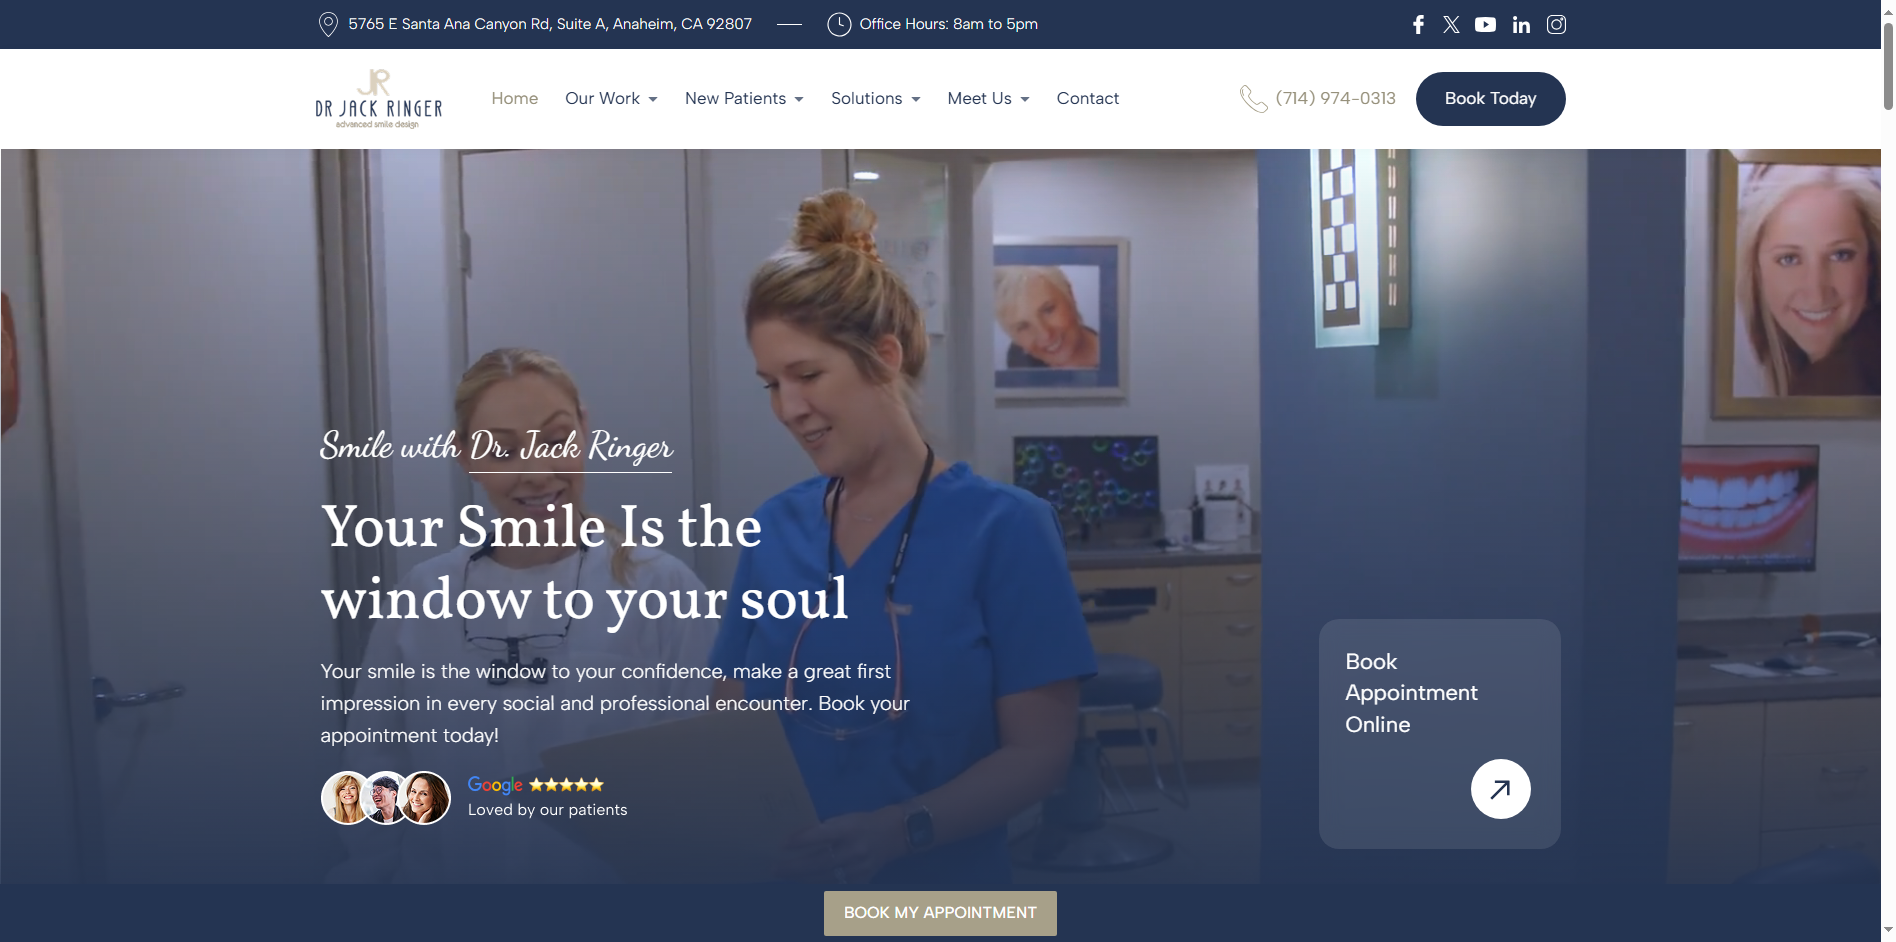 5765 E Santa Ana Canyon Rd, Suite A, Anaheim, CA 92807
Office Hours: 8am to 5pm
JR
DR JACK RINGER
advanced smile design
Home
Our Work
New Patients
Solutions
Meet Us
Contact
(714) 974-0313
Book Today
Smile with Dr. Jack Ringer
Your Smile Is the
window to your soul
Your smile is the window to your confidence, make a great first
impression in every social and professional encounter. Book your
appointment today!
Google
Loved by our patients
Book
Appointment
Online
BOOK MY APPOINTMENT